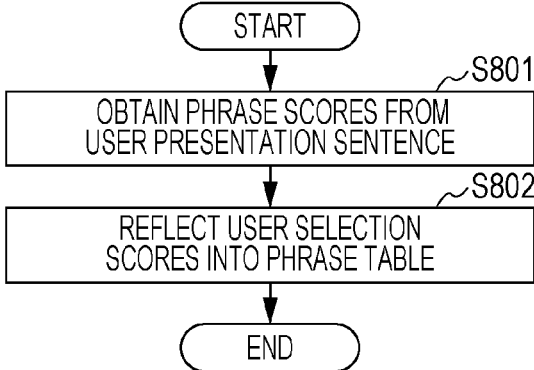 START
S801
OBTAIN PHRASE SCORES FROM
USER PRESENTATION SENTENCE
S802
REFLECT USER SELECTION
SCORES INTO PHRASE TABLE
END